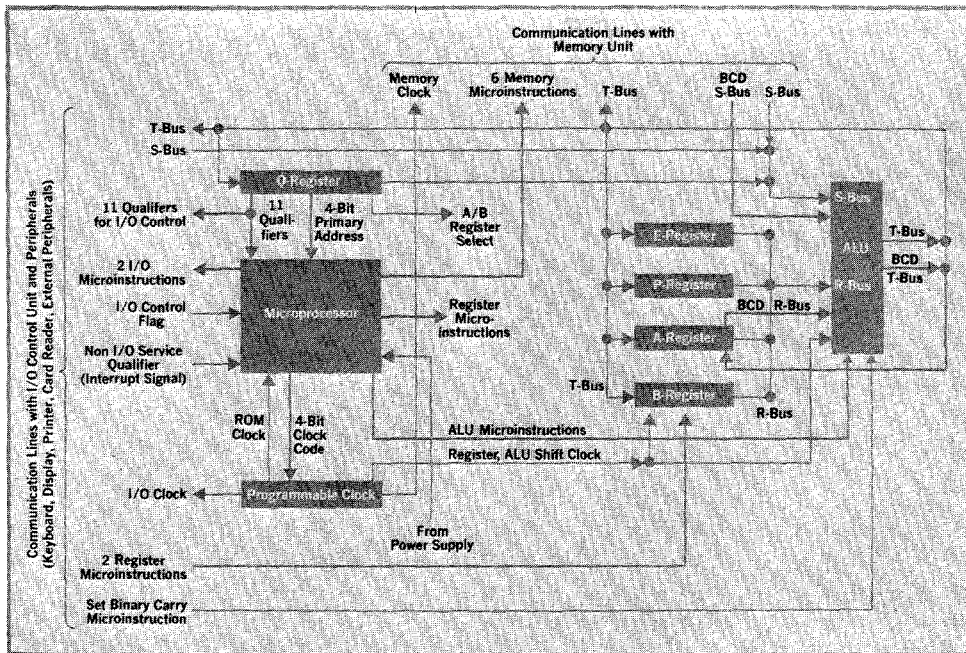 Communication Lines with
Memory Unit
Memory
Clock
6 Memory
Microinstructions
T-Bus
BCD
S-Bus
S-Bus
Communication Lines with I/O Control Unit and Peripherals
(Keyboard, Display, Printer, Card Reader, External Peripherals)
T-Bus
S-Bus
Q-Register
11 Qualifers
for I/O Control
11
Quali-
fiers
4-Bit
Primary
Address
A/B
Register
Select
S-Bus
ALU
R-Bus
T-Bus
BCD
T-Bus
E-Register
P-Register
BCD
R-Bus
A-Register
T-Bus
B-Register
R-Bus
2 I/O
Microinstructions
Microprocessor
Register
Micro-
instructions
I/O Control
Flag
Non I/O Service
Qualifier
(Interrupt Signal)
ROM
Clock
4-Bit
Clock
Code
ALU Microinstructions
Register, ALU Shift Clock
I/O Clock
Programmable Clock
From
Power Supply
2 Register
Microinstructions
Set Binary Carry
Microinstruction